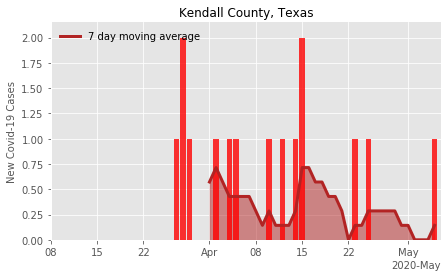 Kendall County, Texas
7 day moving average
New Covid-19 Cases
2.00
1.75
1.50
1.25
1.00
0.75
0.50
0.25
0.00
08 15 22 Apr 08 15 22 May
2020-May